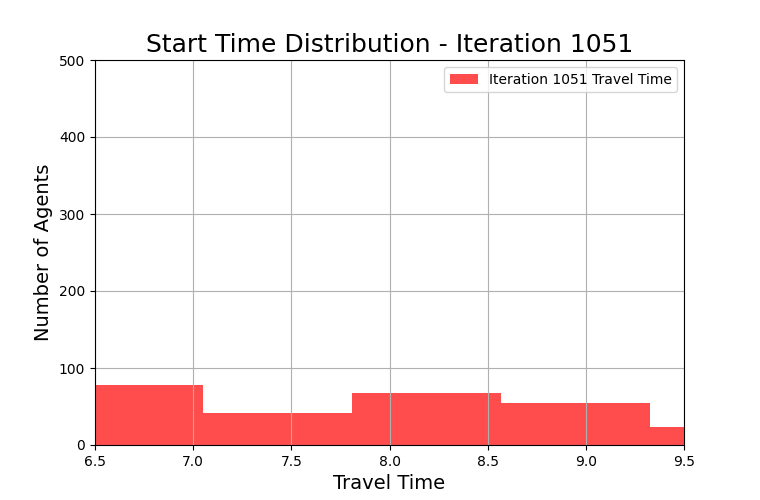 Start Time Distribution - Iteration 1051
Iteration 1051 Travel Time
Number of Agents
500
400
300
200
100
0
6.5 7.0 7.5 8.0 8.5 9.0 9.5
Travel Time